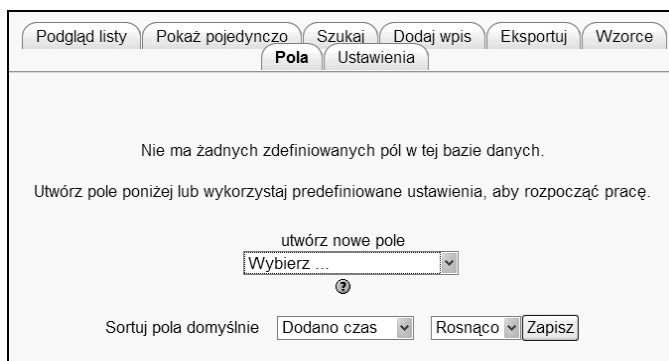 Podgląd listy Pokaż pojedynczo Szukaj Dodaj wpis Eksportuj Wzorce
Pola Ustawienia
Nie ma żadnych zdefiniowanych pól w tej bazie danych.
Utwórz pole poniżej lub wykorzystaj predefiniowane ustawienia, aby rozpocząć pracę.
utwórz nowe pole
Wybierz ...
?
Sortuj pola domyślnie Dodano czas Rosnąco Zapisz